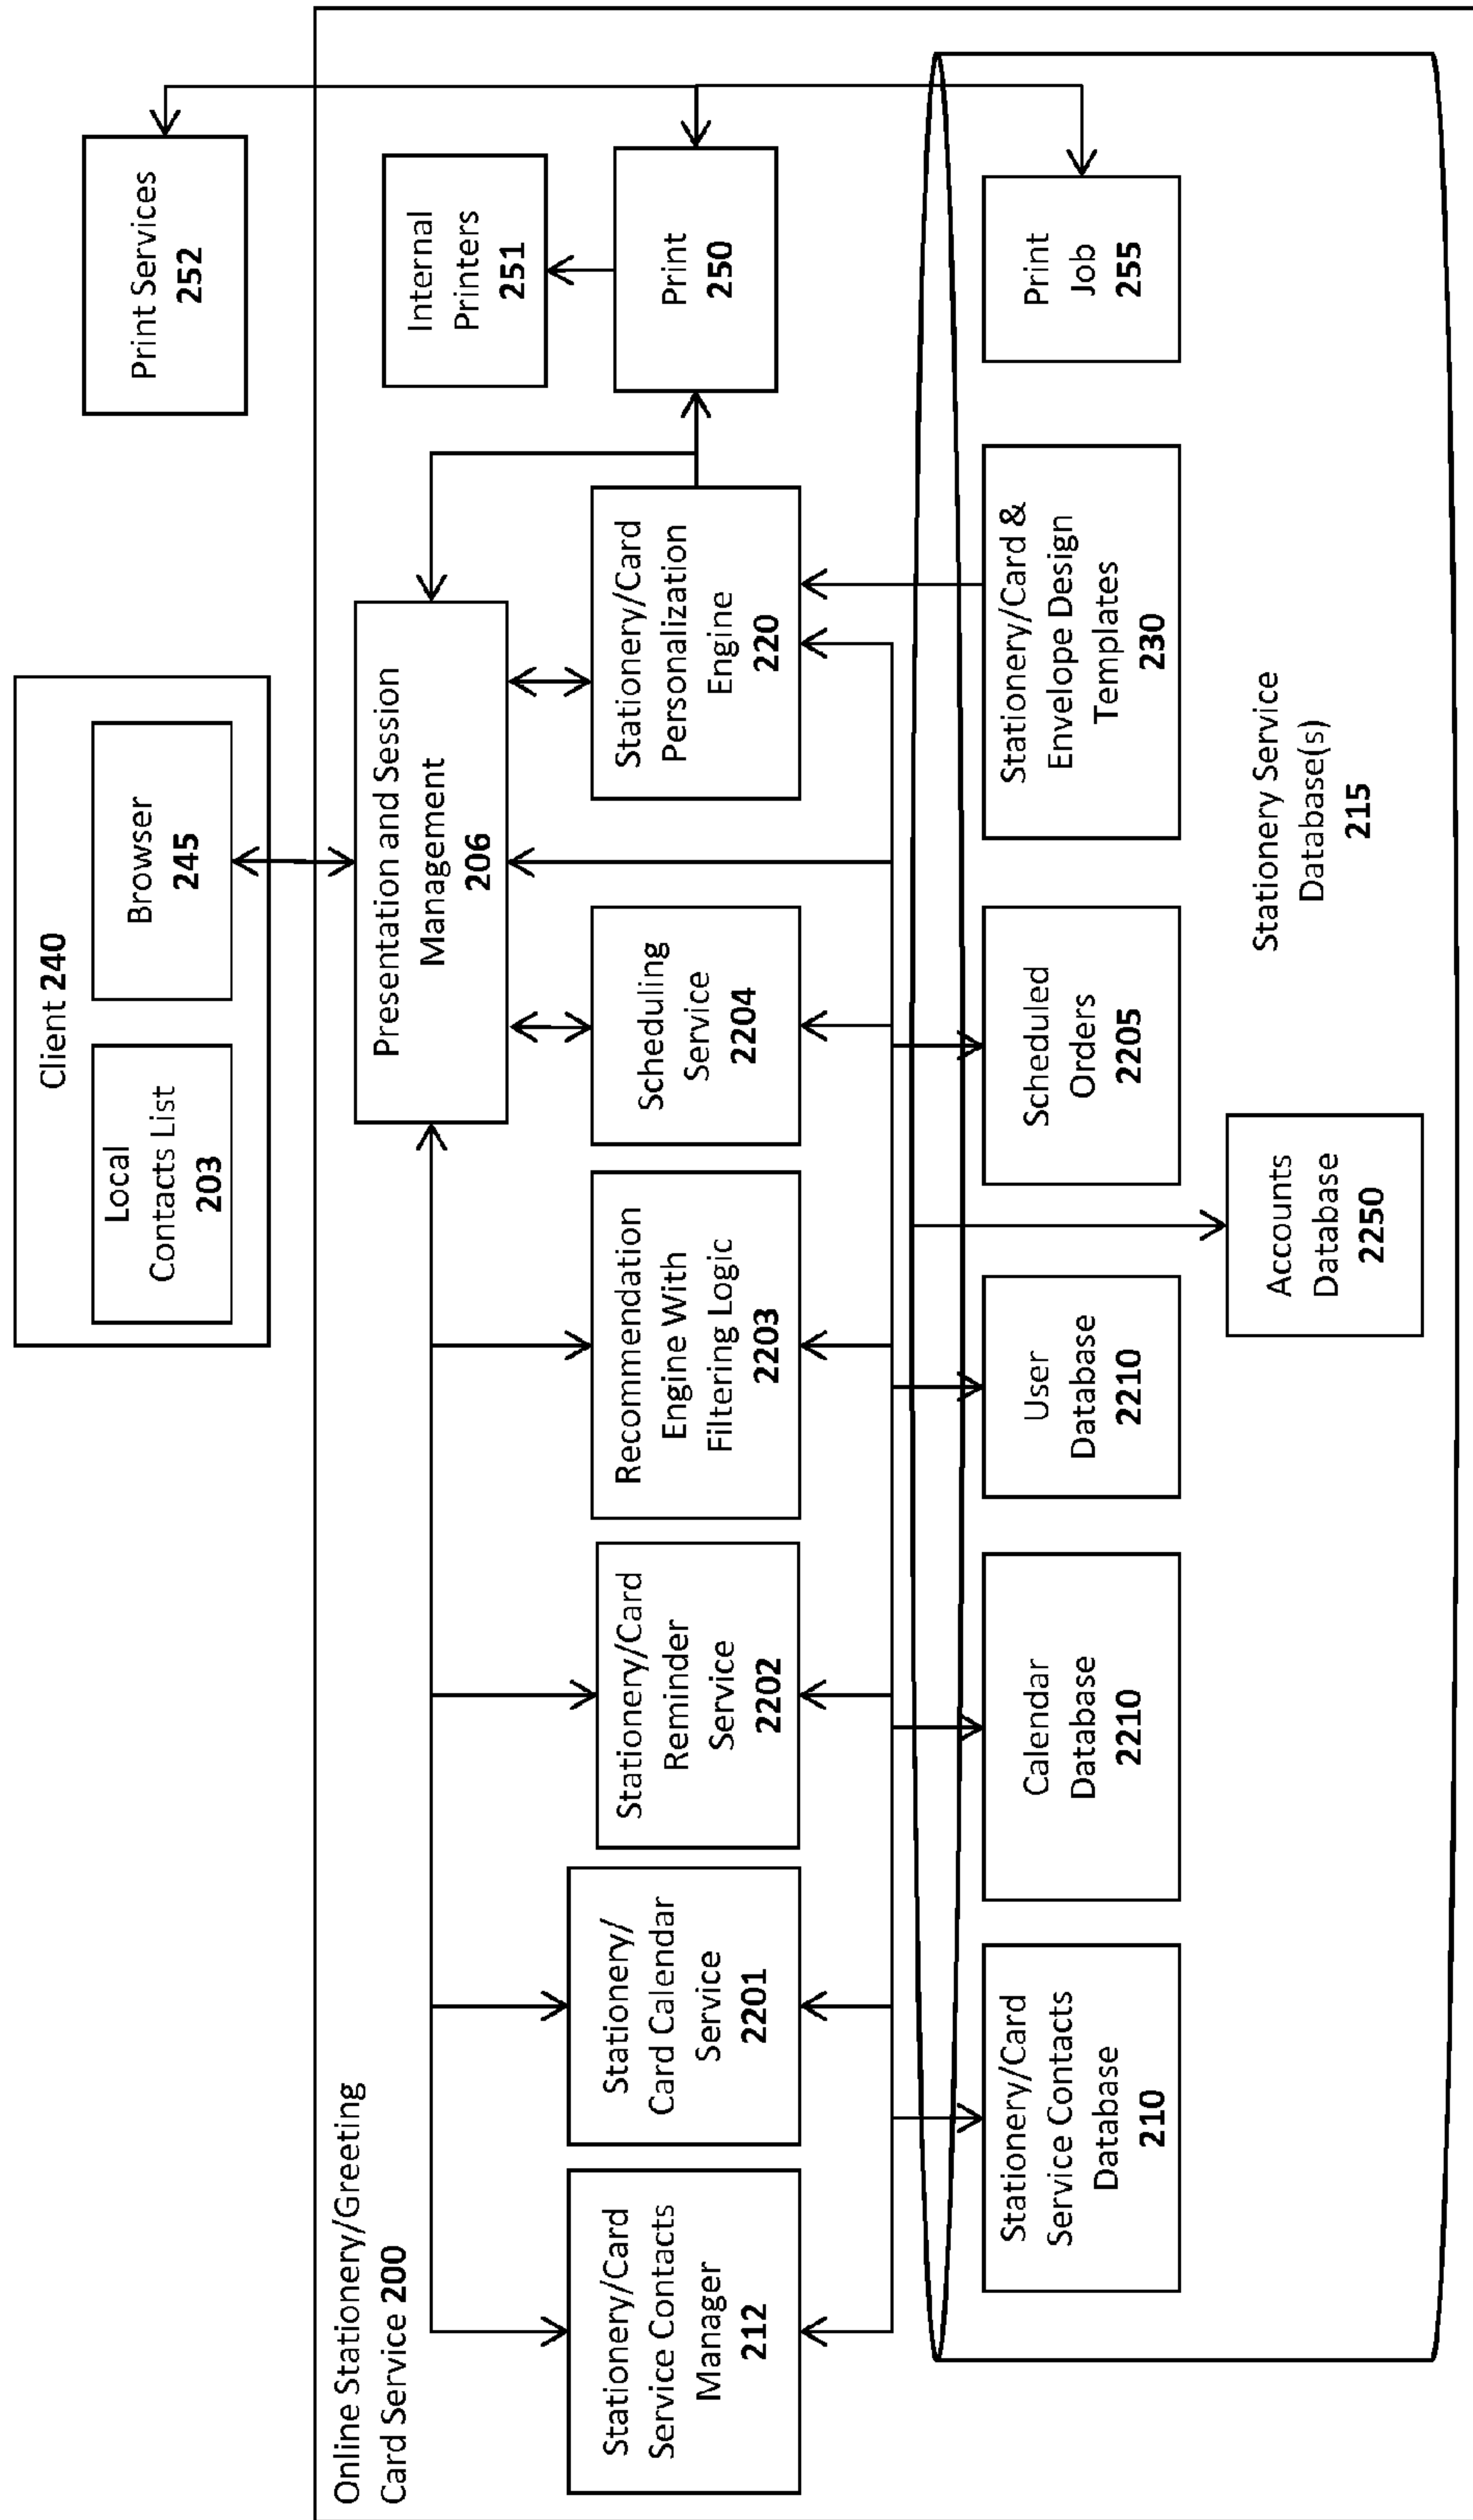 Client 240
Local
Contacts List
203
Browser
245
Print Services
252
Online Stationery/Greeting
Card Service 200
Presentation and Session
Management
206
Internal
Printers
251
Stationery/Card
Service Contacts
Manager
212
Stationery/
Card Calendar
Service
2201
Stationery/Card
Reminder
Service
2202
Recommendation
Engine With
Filtering Logic
2203
Scheduling
Service
2204
Stationery/Card
Personalization
Engine
220
Print
250
Stationery/Card
Service Contacts
Database
210
Calendar
Database
2210
User
Database
2210
Scheduled
Orders
2205
Stationery/Card &
Envelope Design
Templates
230
Print
Job
255
Accounts
Database
2250
Stationery Service
Database(s)
215